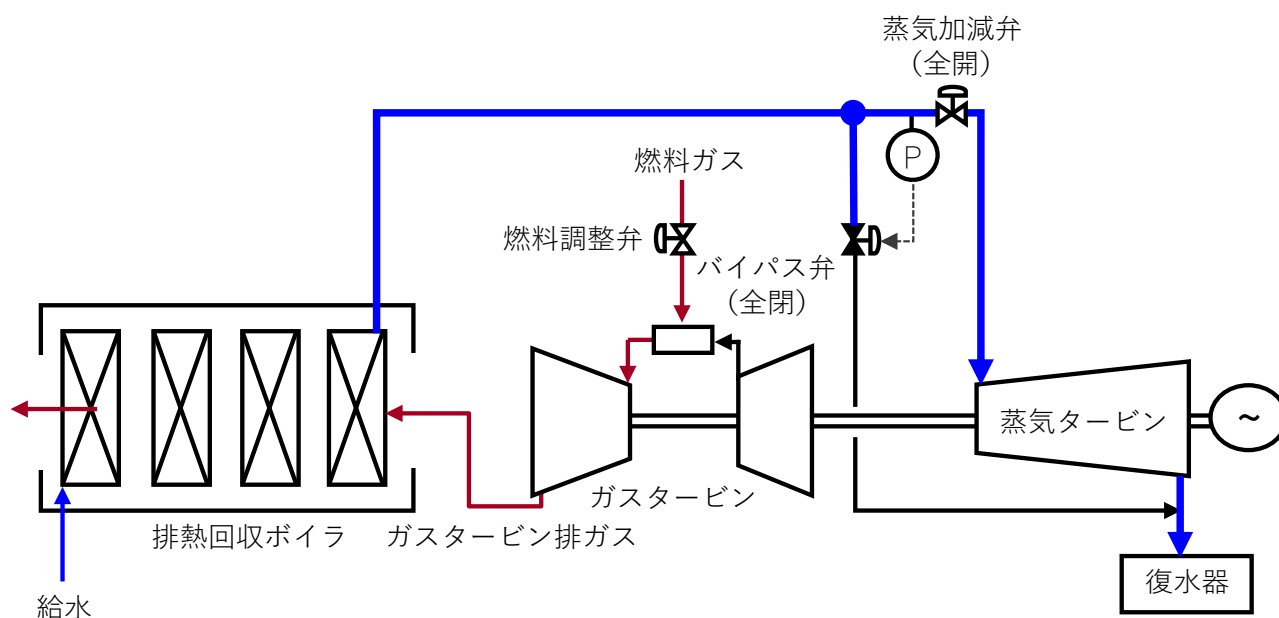 蒸気加減弁
（全開）
P
燃料ガス
燃料調整弁
バイパス弁
（全閉）
蒸気タービン
~
ガスタービン
排熱回収ボイラ
ガスタービン排ガス
復水器
給水